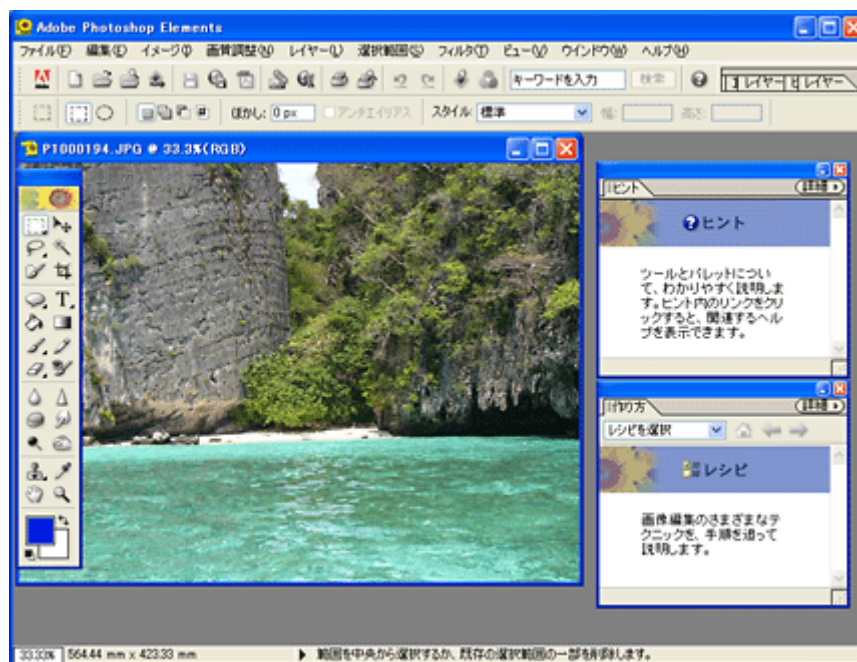 Adobe Photoshop Elements
ファイル(F) 編集(E) イメージ(I) 画質調整(N) レイヤー(L) 選択範囲(S) フィルタ(T) ビュー(V) ウインドウ(W) ヘルプ(H)
キーワードを入力 検索 レイヤー レイヤー
ぼかし: 0 px アンチエイリアス スタイル: 標準 幅: 高さ:
P1000194.JPG @ 33.3%(RGB)
ヒント 詳細
ヒント
ツールとパレットについ
て、わかりやすく説明しま
す。ヒント内のリンクをクリ
ックすると、関連するヘル
プを表示できます。
作り方 詳細
レシピを選択
レシピ
画像編集のさまざまなテ
クニックを、手順を追って
説明します。
33.33% 564.44 mm x 423.33 mm 範囲を中央から選択するか、既存の選択範囲の一部を削除します。